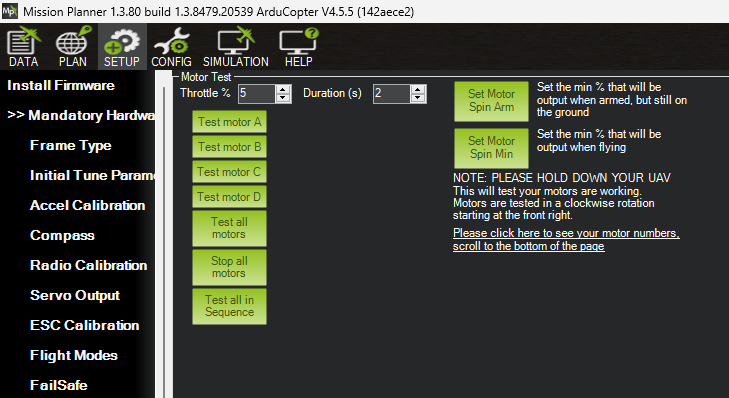 Mission Planner 1.3.80 build 1.3.8479.20539 ArduCopter V4.5.5 (142aece2)
DATA PLAN SETUP CONFIG SIMULATION HELP
Install Firmware
>> Mandatory Hardwa
Frame Type
Initial Tune Parame
Accel Calibration
Compass
Radio Calibration
Servo Output
ESC Calibration
Flight Modes
FailSafe
Motor Test
Throttle % 5 Duration (s) 2
Test motor A
Test motor B
Test motor C
Test motor D
Test all
motors
Stop all
motors
Test all in
Sequence
Set Motor
Spin Arm
Set the min % that will be
output when armed, but still on
the ground
Set Motor
Spin Min
Set the min % that will be
output when flying
NOTE: PLEASE HOLD DOWN YOUR UAV
This will test your motors are working.
Motors are tested in a clockwise rotation
starting at the front right.
Please click here to see your motor numbers,
scroll to the bottom of the page